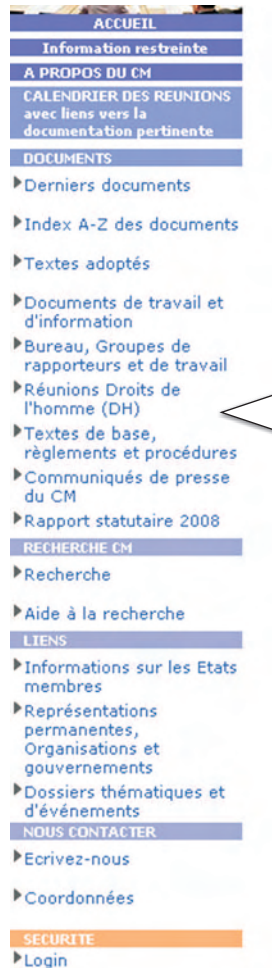 ACCUEIL
Information restreinte
A PROPOS DU CM
CALENDRIER DES REUNIONS
avec liens vers la
documentation pertinente
DOCUMENTS
Derniers documents
Index A-Z des documents
Textes adoptés
Documents de travail et
d'information
Bureau, Groupes de
rapporteurs et de travail
Réunions Droits de
l'homme (DH)
Textes de base,
règlements et procédures
Communiqués de presse
du CM
Rapport statutaire 2008
RECHERCHE CM
Recherche
Aide à la recherche
LIENS
Informations sur les Etats
membres
Représentations
permanentes,
Organisations et
gouvernements
Dossiers thématiques et
d'événements
NOUS CONTACTER
Ecrivez-nous
Coordonnées
SECURITE
Login